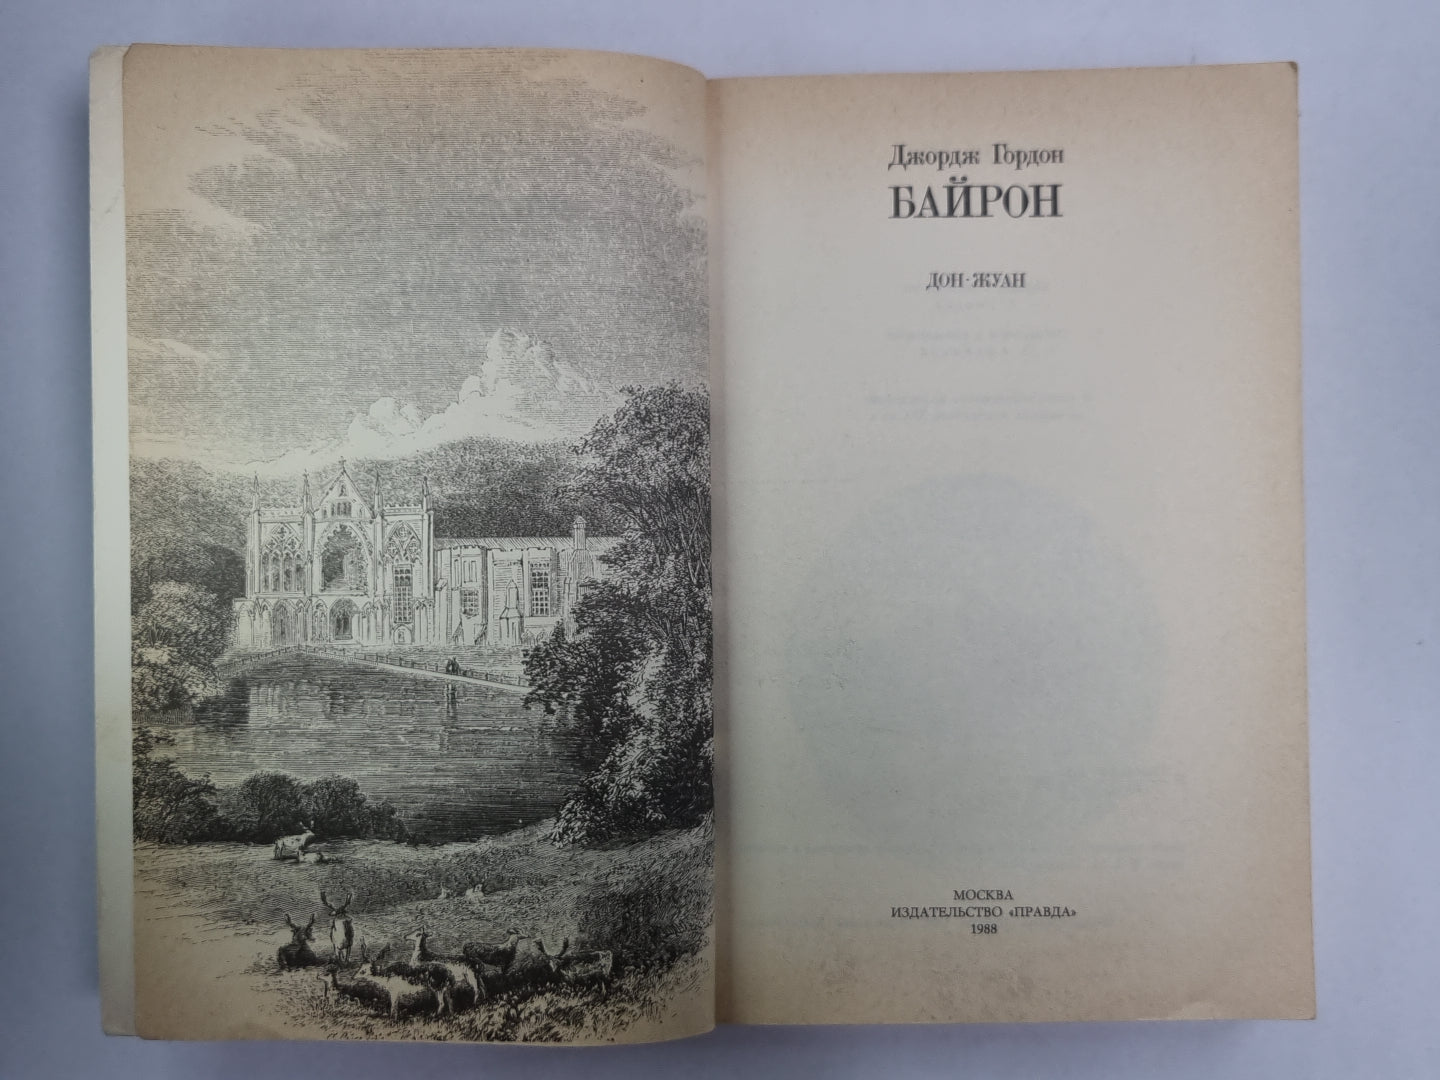 Джордж Гордон
БАЙРОН
ДОН-ЖУАН
МОСКВА
ИЗДАТЕЛЬСТВО «ПРАВДА»
1988